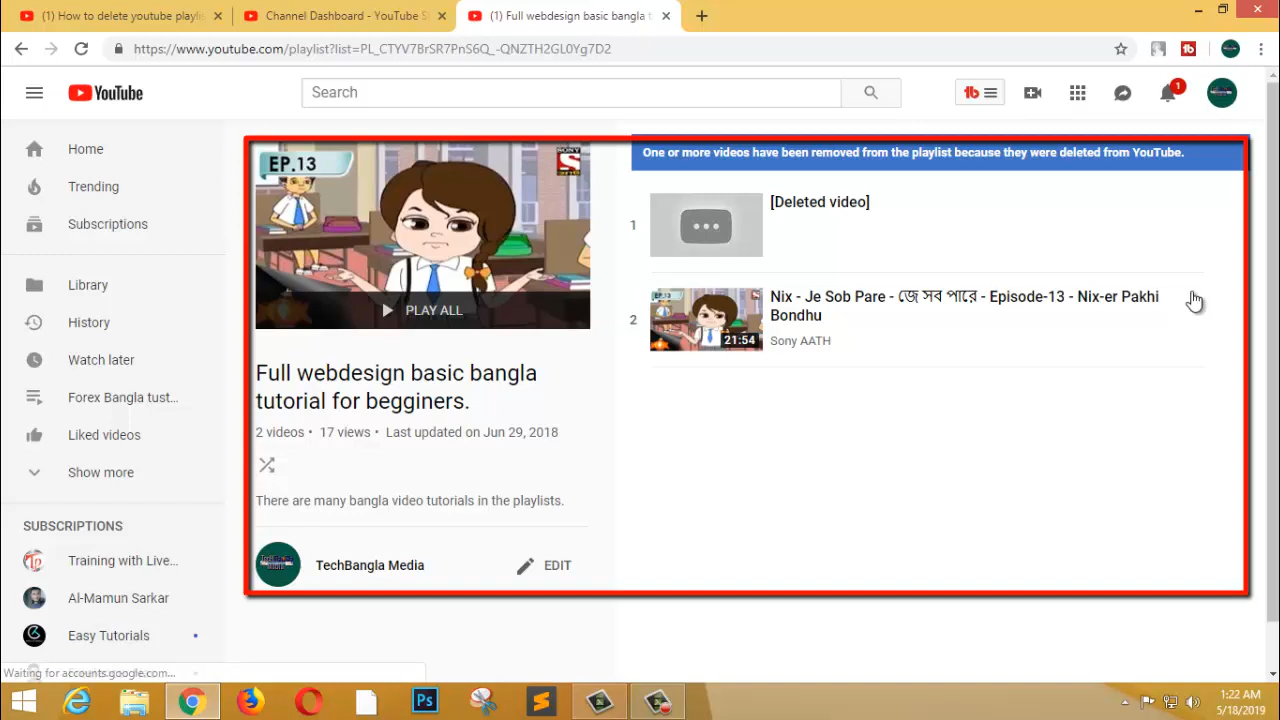 (1) How to delete youtube playli
Channel Dashboard - YouTube S
(1) Full webdesign basic bangla t
https://www.youtube.com/playlist?list=PL_CTYV7BrSR7PnS6Q_-QNZTH2GL0Yg7D2
YouTube
Search
1
Home
Trending
Subscriptions
Library
History
Watch later
Forex Bangla tust...
Liked videos
Show more
SUBSCRIPTIONS
Training with Live...
Al-Mamun Sarkar
Easy Tutorials
EP.13
PLAY ALL
Full webdesign basic bangla
tutorial for begginers.
2 videos • 17 views • Last updated on Jun 29, 2018
There are many bangla video tutorials in the playlists.
TechBangla Media
EDIT
One or more videos have been removed from the playlist because they were deleted from YouTube.
1
[Deleted video]
2
Nix - Je Sob Pare - জে সব পারে - Episode-13 - Nix-er Pakhi
Bondhu
21:54
Sony AATH
Waiting for accounts.google.com...
Ps
1:22 AM
5/18/2019